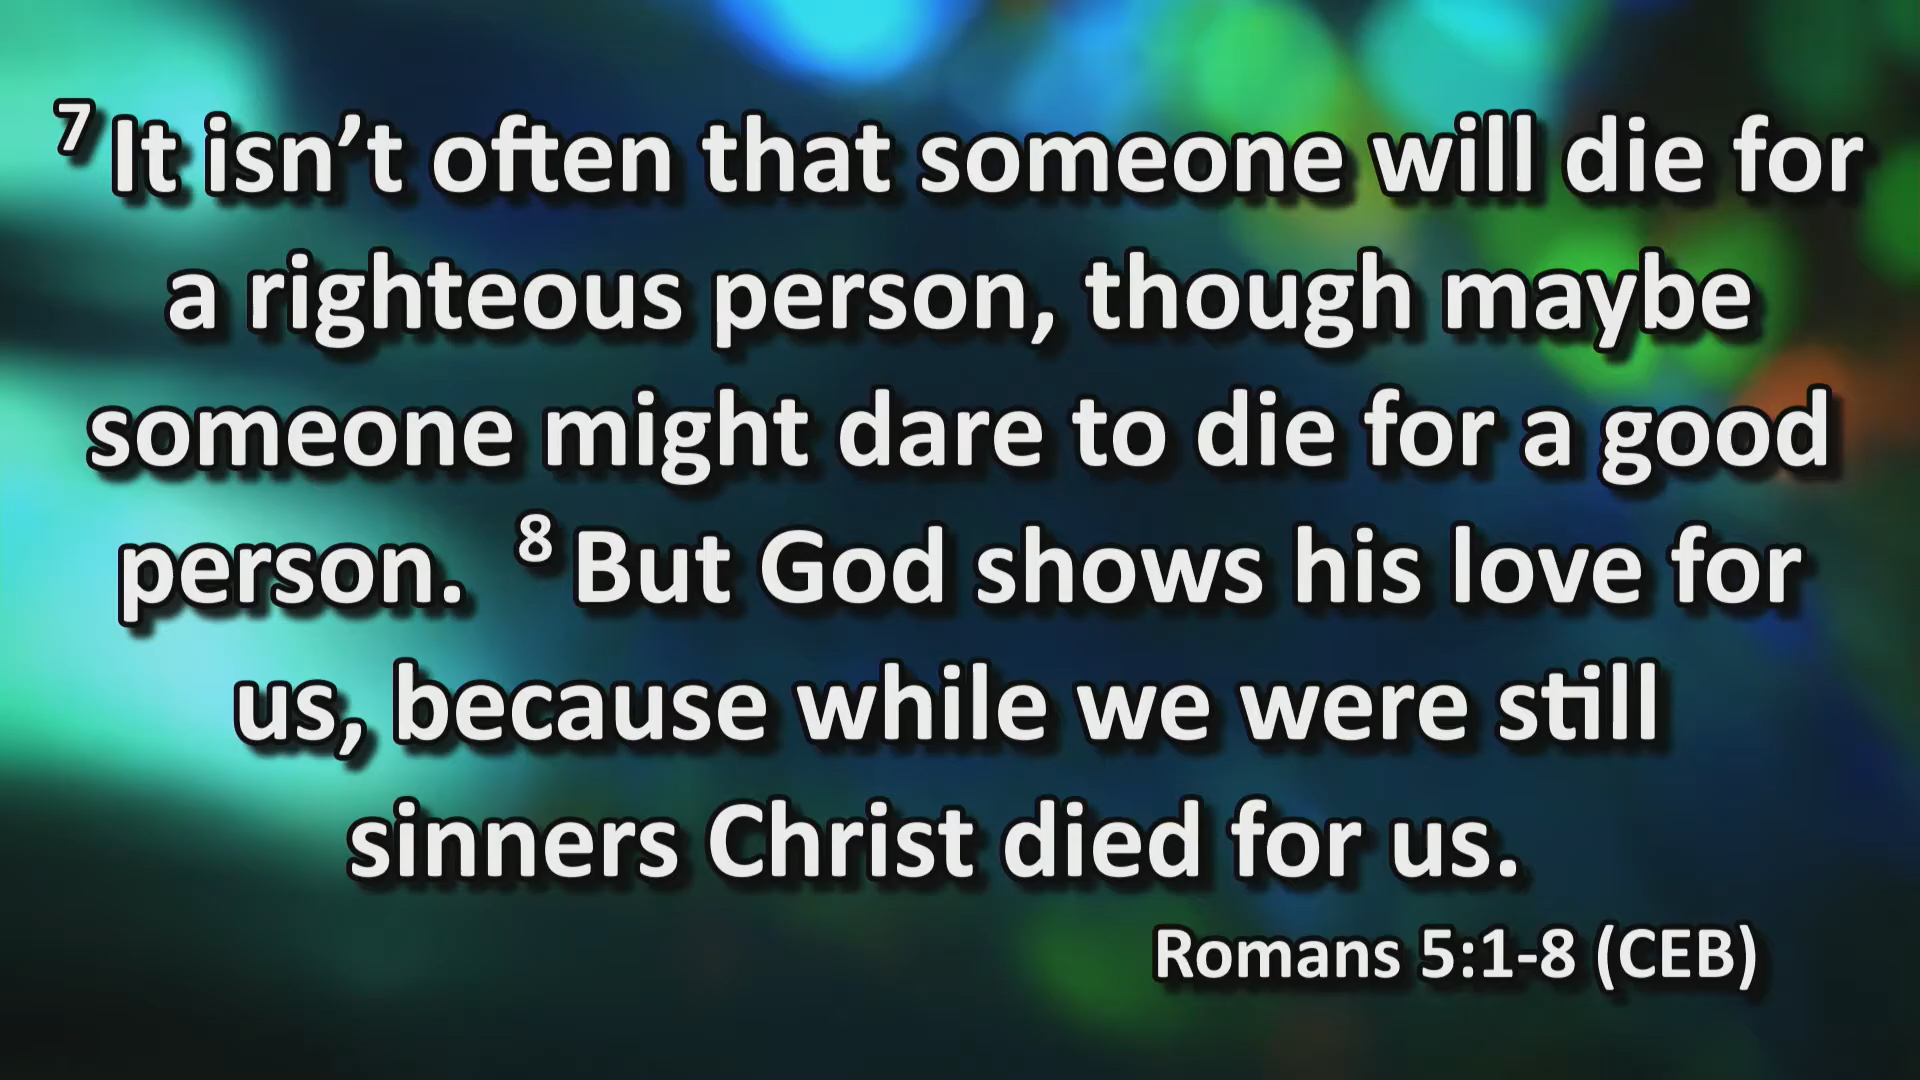 ⁷ It isn’t often that someone will die for
a righteous person, though maybe
someone might dare to die for a good
person. ⁸ But God shows his love for
us, because while we were still
sinners Christ died for us.
Romans 5:1-8 (CEB)